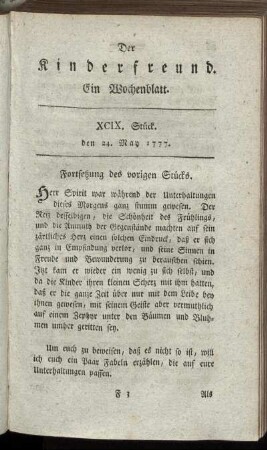 Der
Kinderfreund.
Ein Wochenblatt.
XCIX. Stück.
den 24. May 1777.
Fortsetzung des vorigen Stücks.
Herr Spirit war während der Unterhaltungen
dieses Morgens ganz stumm gewesen. Der
Reiz desselbigen, die Schönheit des Frühlings,
und die Anmuth der Gegenstände machten auf sein
zärtliches Herz einen solchen Eindruck, daß er sich
ganz in Empfindung verlor, und seine Sinnen in
Freude und Bewunderung zu berauschen schien.
Itzt kam er wieder ein wenig zu sich selbst, und
da die Kinder ihren kleinen Scherz mit ihm hatten,
daß er die ganze Zeit über nur mit dem Leibe bey
ihnen gewesen, mit seinem Geiste aber vermuthlich
auf einem Zephyr unter den Bäumen und Blüh-
men umher geritten sey.
Um euch zu beweisen, daß es nicht so ist, will
ich euch ein Paar Fabeln erzählen, die auf eure
Unterhaltungen passen.
F 3 Als